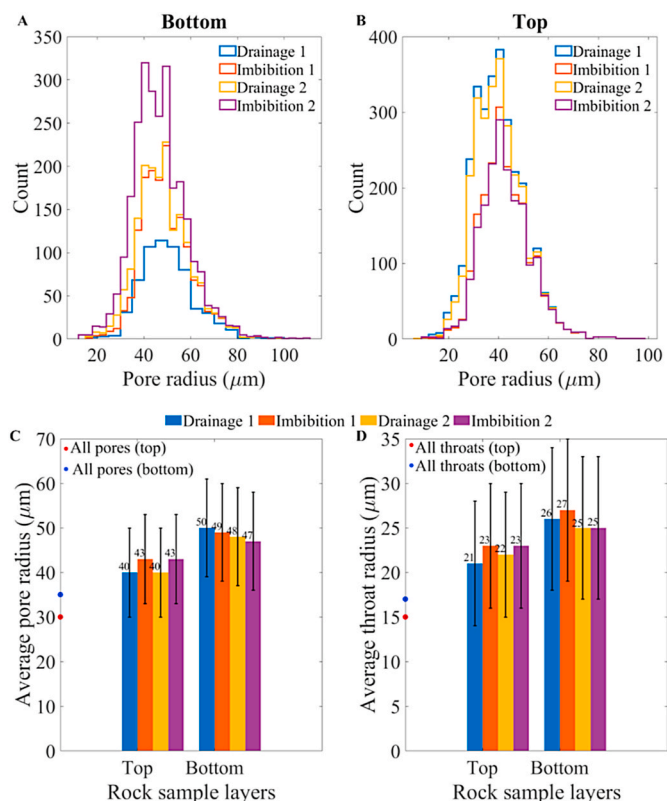 A
Bottom
350
300
250
200
150
100
50
0
Count
20
40
60
80
100
Pore radius (μm)
Drainage 1
Imbibition 1
Drainage 2
Imbibition 2
B
Top
400
300
200
100
0
Count
20
40
60
80
100
Pore radius (μm)
Drainage 1
Imbibition 1
Drainage 2
Imbibition 2
Drainage 1 Imbibition 1 Drainage 2 Imbibition 2
C
70
60
50
40
30
20
10
0
Average pore radius (μm)
All pores (top)
All pores (bottom)
40
43
40
43
50
49
48
47
Top
Bottom
Rock sample layers
D
35
30
25
20
15
10
5
0
Average throat radius (μm)
All throats (top)
All throats (bottom)
21
23
22
23
26
27
25
25
Top
Bottom
Rock sample layers